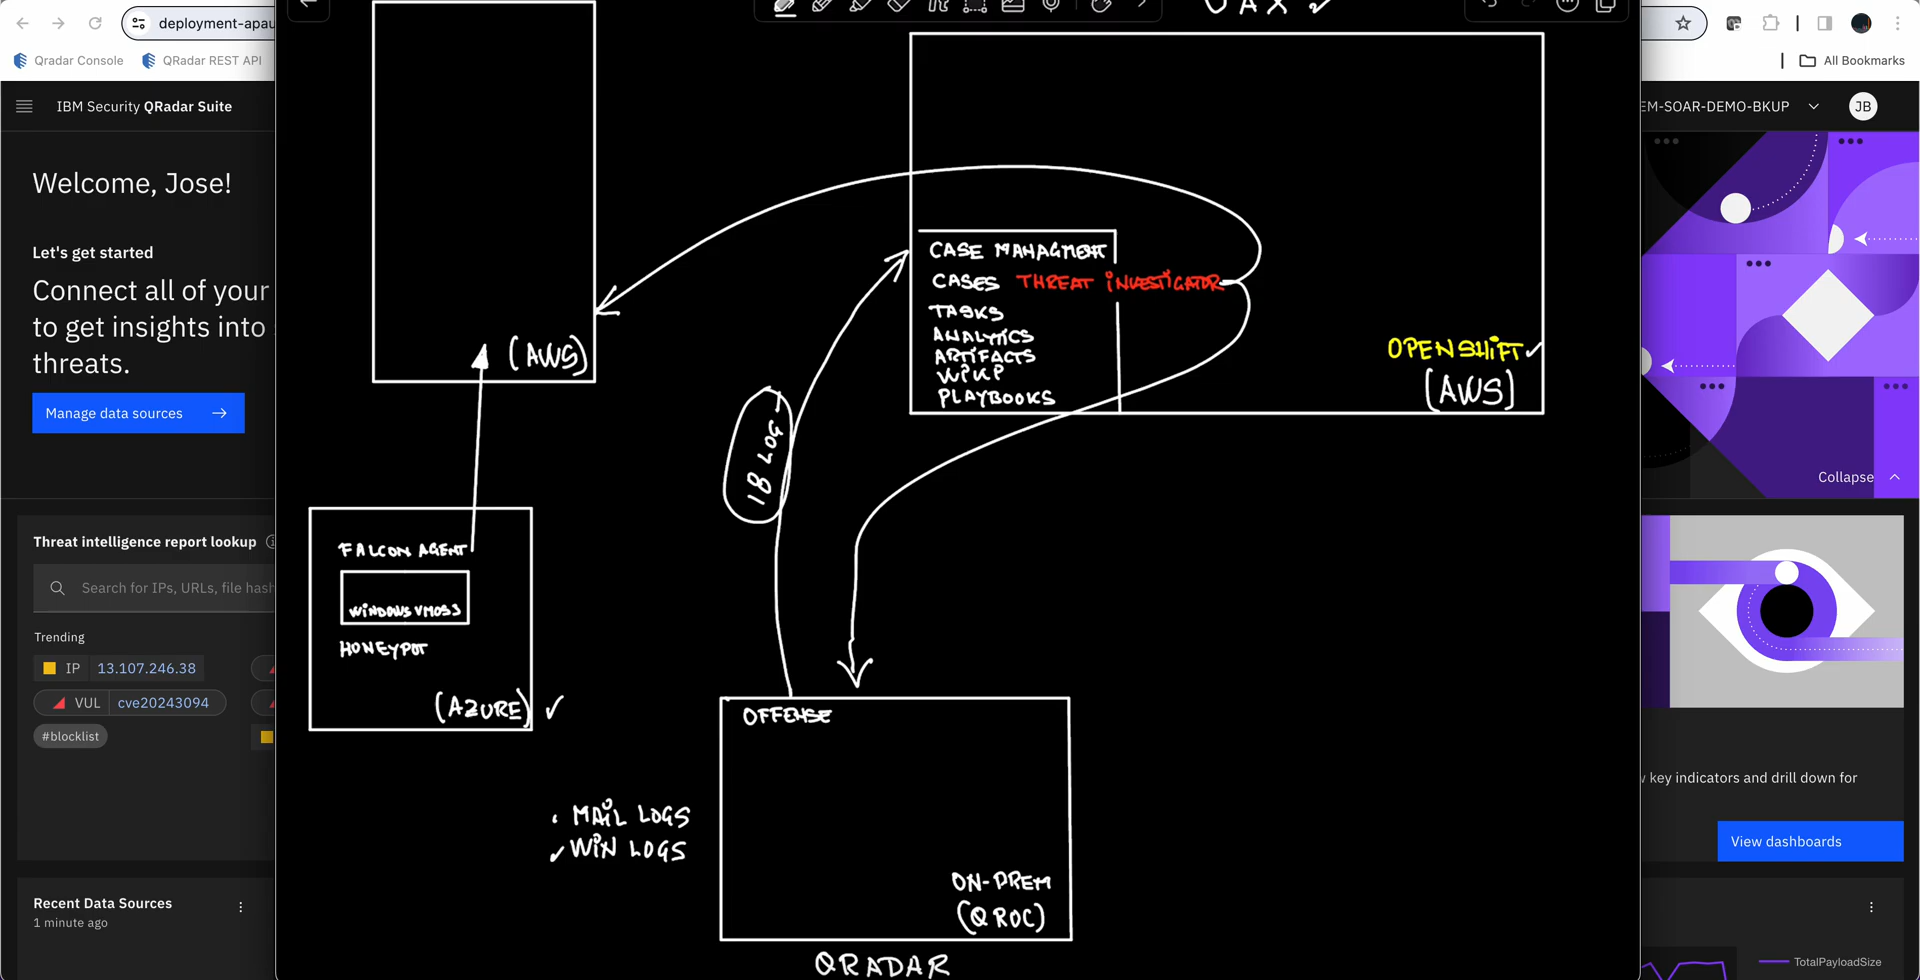 deployment-apau
Qradar Console
QRadar REST API
All Bookmarks
IBM Security QRadar Suite
EM-SOAR-DEMO-BKUP
JB
UAX
Welcome, Jose!
Let's get started
Connect all of your
to get insights into
threats.
Manage data sources
Collapse
Threat intelligence report lookup
Search for IPs, URLs, file hash
Trending
IP 13.107.246.38
VUL cve20243094
#blocklist
Recent Data Sources
1 minute ago
(AWS)
CASE MANAGMENT
CASES THREAT INVESTIGATOR
TASKS
ANALYTICS
ARTIFACTS
PLAYBOOKS
OPENSHIFT
(AWS)
FALCON AGENT
WINDOWS VM053
HONEYPOT
(AZURE)
OFFENSE
MAIL LOGS
WIN LOGS
ON-PREM
(QROC)
QRADAR
key indicators and drill down for
View dashboards
TotalPayloadSize